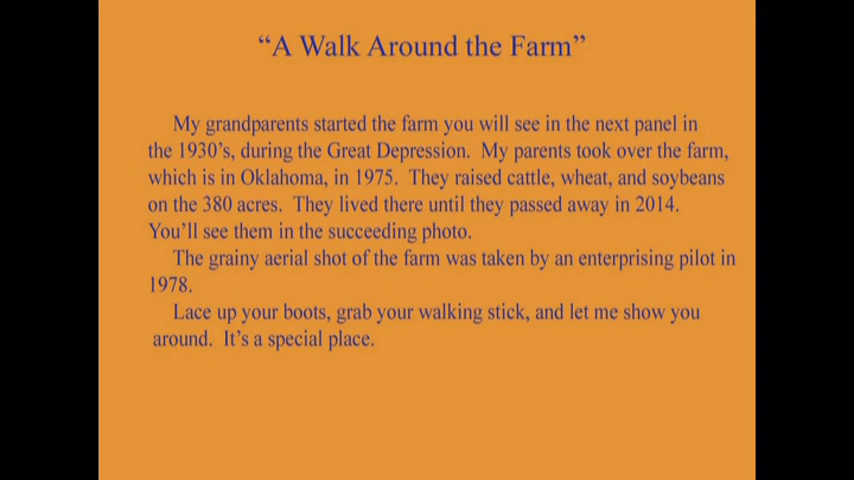 “A Walk Around the Farm”
My grandparents started the farm you will see in the next panel in
the 1930’s, during the Great Depression. My parents took over the farm,
which is in Oklahoma, in 1975. They raised cattle, wheat, and soybeans
on the 380 acres. They lived there until they passed away in 2014.
You’ll see them in the succeeding photo.
The grainy aerial shot of the farm was taken by an enterprising pilot in
1978.
Lace up your boots, grab your walking stick, and let me show you
around. It’s a special place.